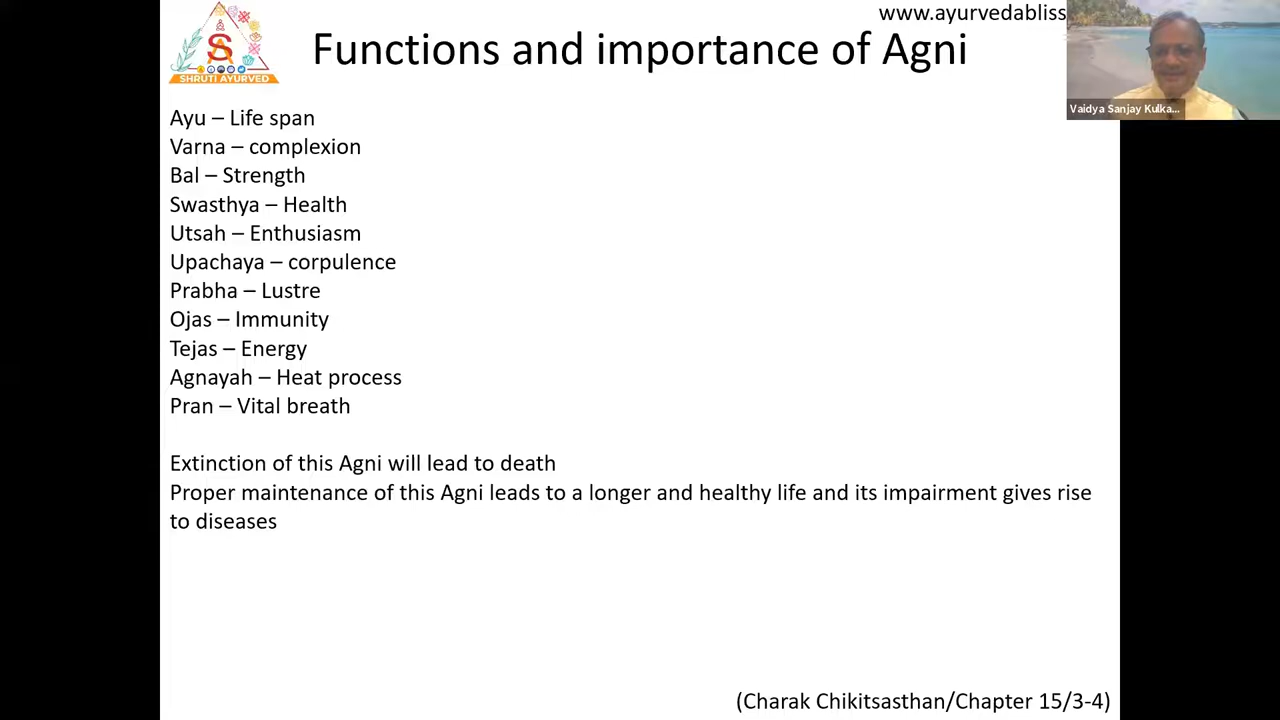 www.ayurvedabliss
SHRUTI AYURVED
Functions and importance of Agni
Vaidya Sanjay Kulka...
Ayu – Life span
Varna – complexion
Bal – Strength
Swasthya – Health
Utsah – Enthusiasm
Upachaya – corpulence
Prabha – Lustre
Ojas – Immunity
Tejas – Energy
Agnayah – Heat process
Pran – Vital breath
Extinction of this Agni will lead to death
Proper maintenance of this Agni leads to a longer and healthy life and its impairment gives rise
to diseases
(Charak Chikitsasthan/Chapter 15/3-4)